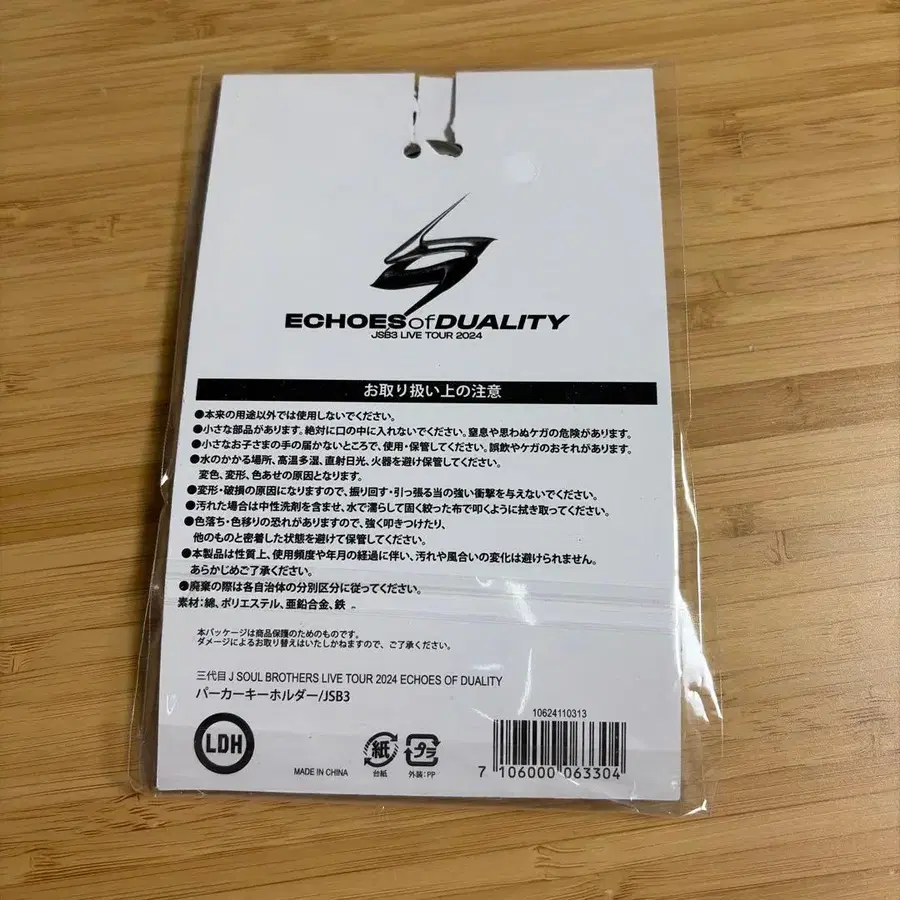 ECHOESofDUALITY
JSB3 LIVE TOUR 2024
お取り扱い上の注意
●本来の用途以外では使用しないでください。
●小さな部品があります。絶対に口の中に入れないでください。窒息や思わぬケガの危険があります。
●小さなお子さまの手の届かないところで、使用・保管してください。誤飲やケガのおそれがあります。
●水のかかる場所、高温多湿、直射日光、火器を避け保管してください。
変色、変形、色あせの原因となります。
●変形・破損の原因になりますので、振り回す・引っ張る当の強い衝撃を与えないでください。
●汚れた場合は中性洗剤を含ませ、水で濡らして固く絞った布で叩くように拭き取ってください。
●色落ち・色移りの恐れがありますので、強く叩きつけたり、
他のものと密着した状態を避けて保管してください。
●本製品は性質上、使用頻度や年月の経過に伴い、汚れや風合いの変化は避けられません。
あらかじめご了承ください。
●廃棄の際は各自治体の分別区分に従ってください。
素材：綿、ポリエステル、亜鉛合金、鉄
本パッケージは商品保護のためのものです。
ダメージによるお取り替えはいたしかねますので、ご了承ください。
三代目 J SOUL BROTHERS LIVE TOUR 2024 ECHOES OF DUALITY
パーカーキーホルダー/JSB3
10624110313
LDH
MADE IN CHINA
紙
台紙
プラ
外装：PP
7 106000 063304